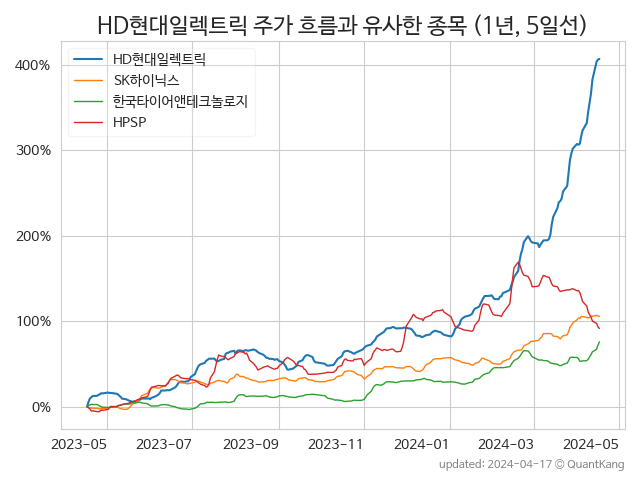 HD현대일렉트릭 주가 흐름과 유사한 종목 (1년, 5일선)
HD현대일렉트릭
SK하이닉스
한국타이어앤테크놀로지
HPSP
400%
300%
200%
100%
0%
2023-05 2023-07 2023-09 2023-11 2024-01 2024-03 2024-05
updated: 2024-04-17 © QuantKang